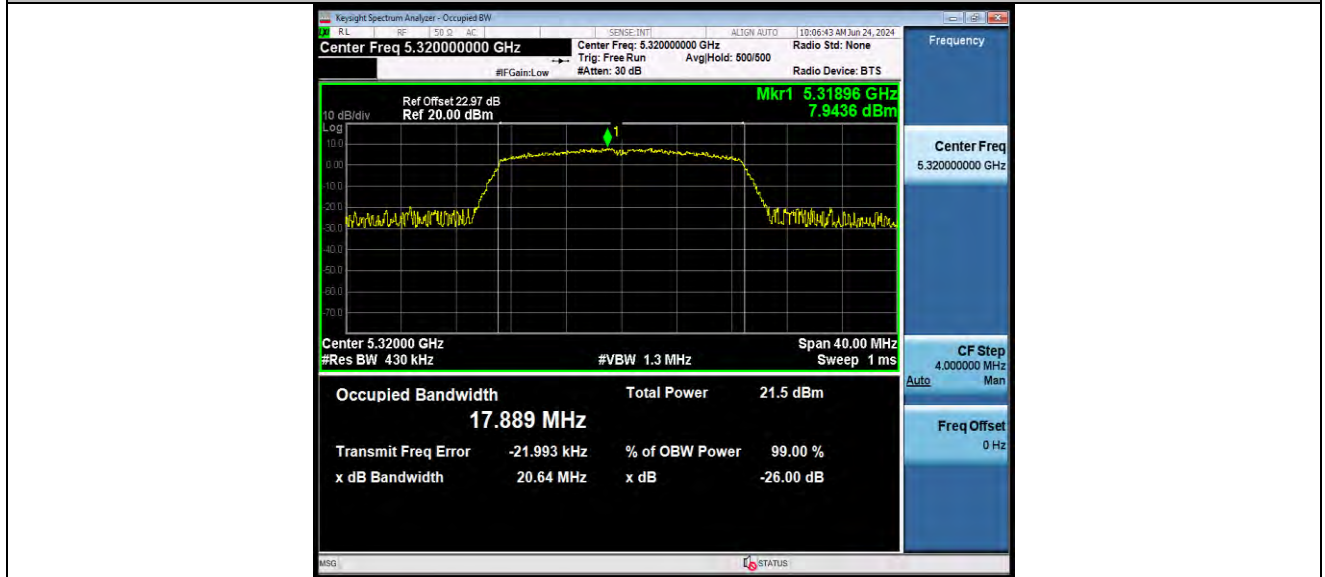 Keysight Spectrum Analyzer - Occupied BW
RL RF 50 Ω AC SENSE:INT ALIGN AUTO 10:06:43 AM Jun 24, 2024
Center Freq 5.320000000 GHz
Center Freq: 5.320000000 GHz Radio Std: None
Trig: Free Run Avg|Hold: 500/500
#IFGain:Low #Atten: 30 dB Radio Device: BTS
Mkr1 5.31896 GHz
7.9436 dBm
Ref Offset 22.97 dB
10 dB/div Ref 20.00 dBm
Log
1
10.0
0.00
-10.0
-20.0
-30.0
-40.0
-50.0
-60.0
-70.0
Center 5.32000 GHz Span 40.00 MHz
#Res BW 430 kHz #VBW 1.3 MHz Sweep 1 ms
Occupied Bandwidth Total Power 21.5 dBm
17.889 MHz
Transmit Freq Error -21.993 kHz % of OBW Power 99.00 %
x dB Bandwidth 20.64 MHz x dB -26.00 dB
MSG STATUS
Frequency
Center Freq
5.320000000 GHz
CF Step
4.000000 MHz
Auto Man
Freq Offset
0 Hz